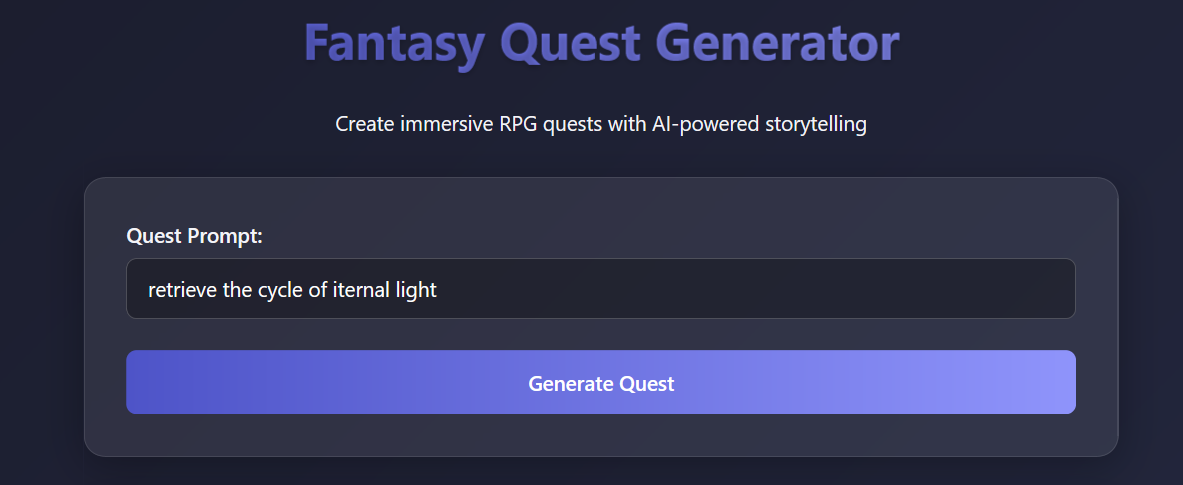 Fantasy Quest Generator
Create immersive RPG quests with AI-powered storytelling
Quest Prompt:
retrieve the cycle of iternal light
Generate Quest